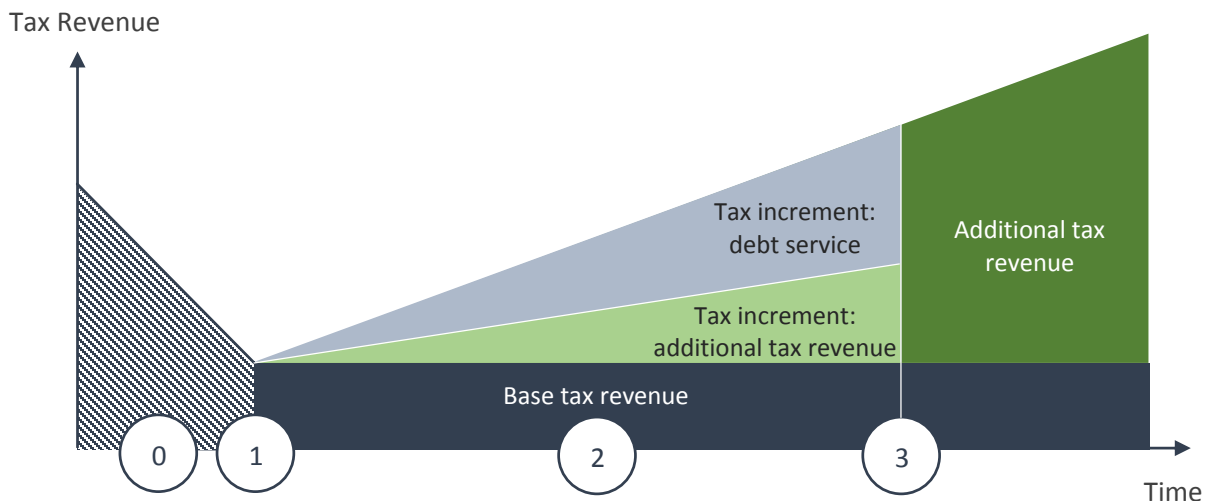 Tax Revenue
Tax increment:
debt service
Additional tax
revenue
Tax increment:
additional tax revenue
Base tax revenue
0
1
2
3
Time